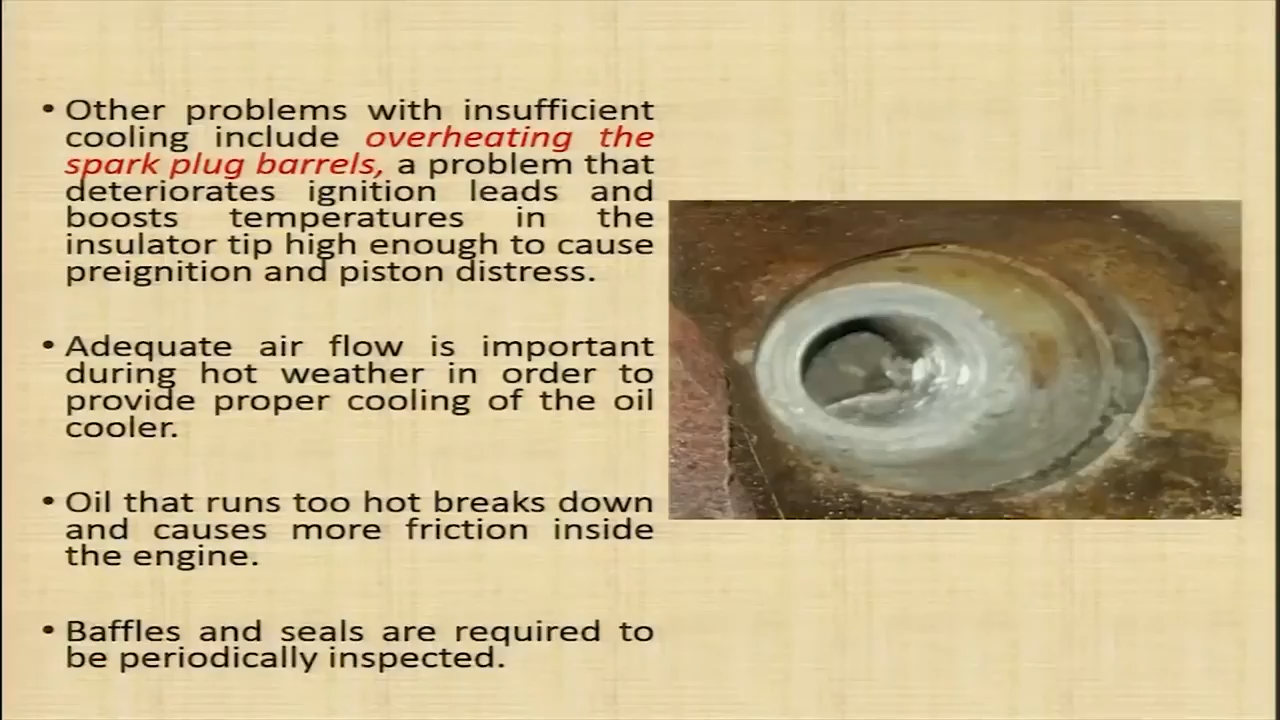 • Other problems with insufficient
cooling include overheating the
spark plug barrels, a problem that
deteriorates ignition leads and
boosts temperatures in the
insulator tip high enough to cause
preignition and piston distress.
• Adequate air flow is important
during hot weather in order to
provide proper cooling of the oil
cooler.
• Oil that runs too hot breaks down
and causes more friction inside
the engine.
• Baffles and seals are required to
be periodically inspected.